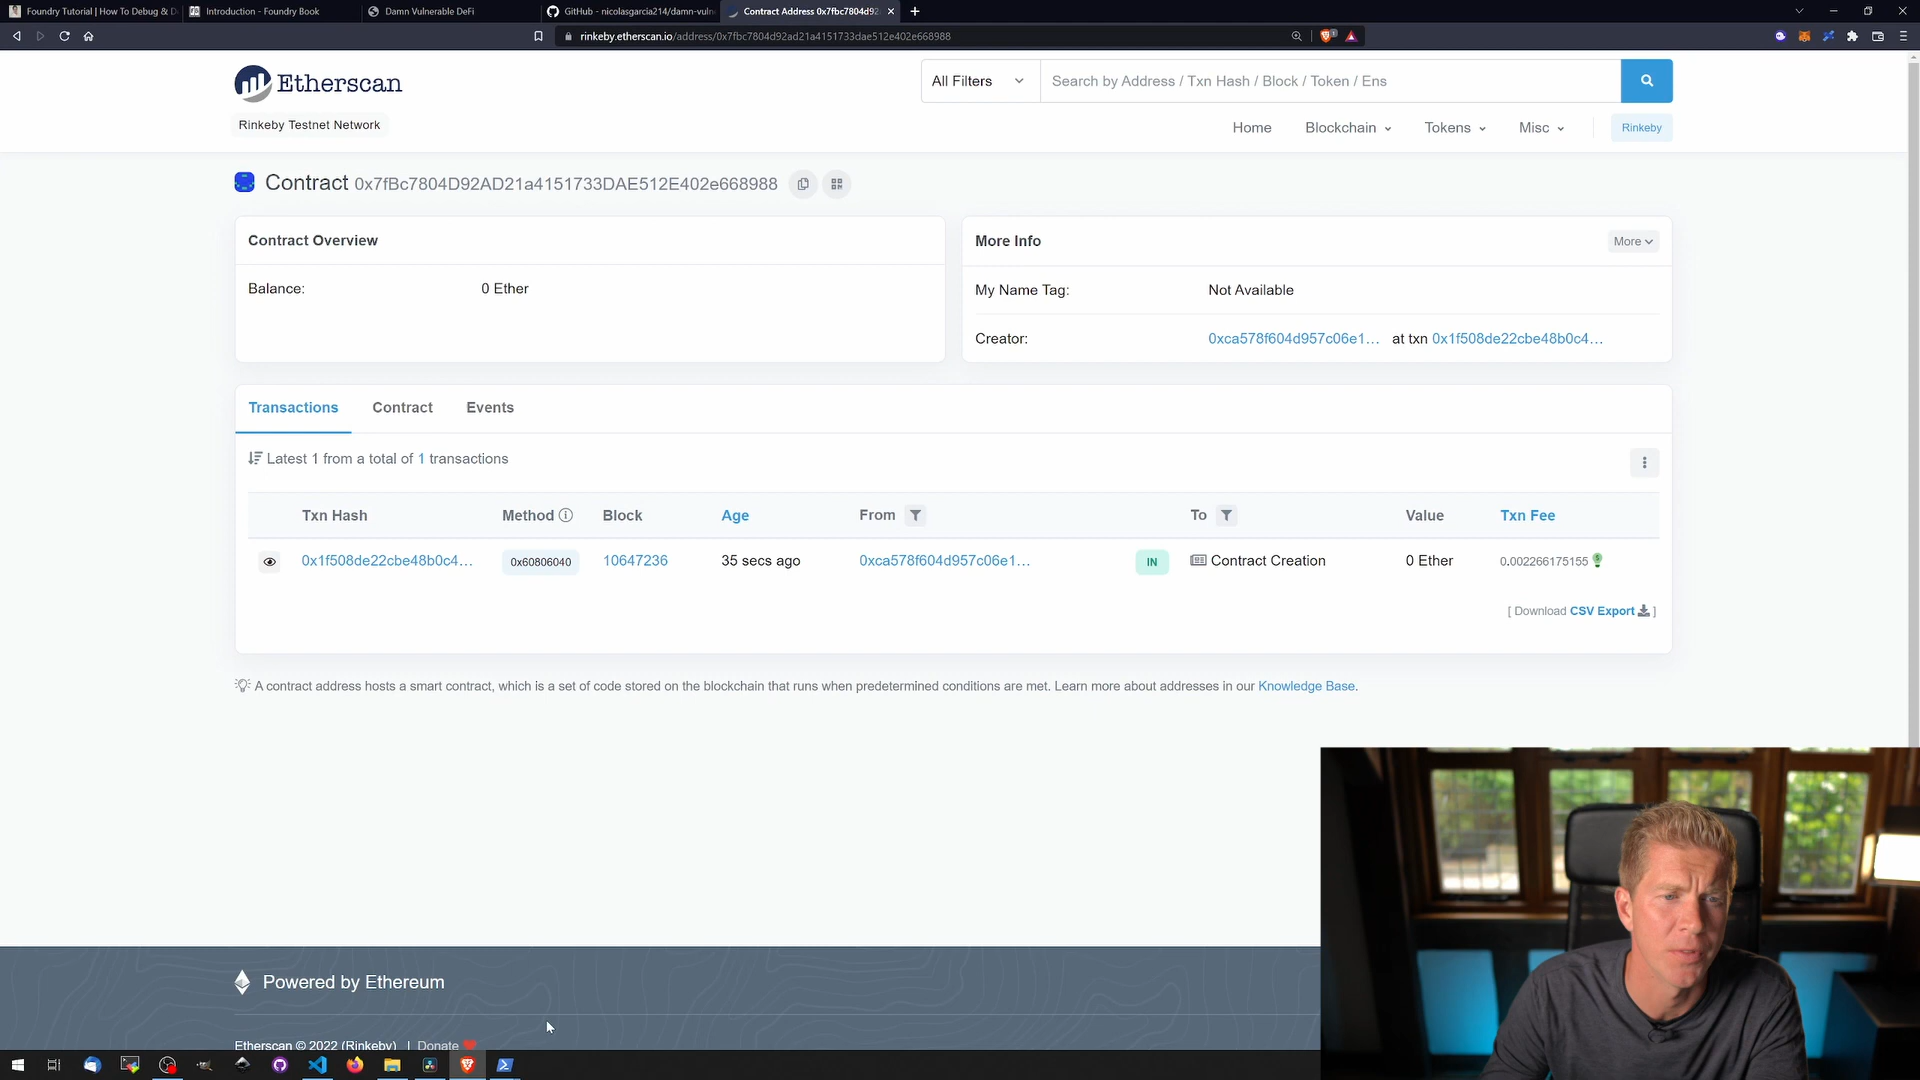 Foundry Tutorial | How To Debug & D
Introduction - Foundry Book
Damn Vulnerable DeFi
GitHub - nicolasgarcia214/damn-vuln
Contract Address 0x7fbc7804d92
rinkeby.etherscan.io/address/0x7fbc7804d92ad21a4151733dae512e402e668988
Etherscan
All Filters
Search by Address / Txn Hash / Block / Token / Ens
Rinkeby Testnet Network
Home
Blockchain
Tokens
Misc
Rinkeby
Contract 0x7fBc7804D92AD21a4151733DAE512E402e668988
Contract Overview
Balance:
0 Ether
More Info
More
My Name Tag:
Not Available
Creator:
0xca578f604d957c06e1... at txn 0x1f508de22cbe48b0c4...
Transactions
Contract
Events
Latest 1 from a total of 1 transactions
Txn Hash
Method
Block
Age
From
To
Value
Txn Fee
0x1f508de22cbe48b0c4...
0x60806040
10647236
35 secs ago
0xca578f604d957c06e1...
IN
Contract Creation
0 Ether
0.002266175155
[ Download CSV Export ]
A contract address hosts a smart contract, which is a set of code stored on the blockchain that runs when predetermined conditions are met. Learn more about addresses in our Knowledge Base.
Powered by Ethereum
Etherscan © 2022 (Rinkeby) | Donate